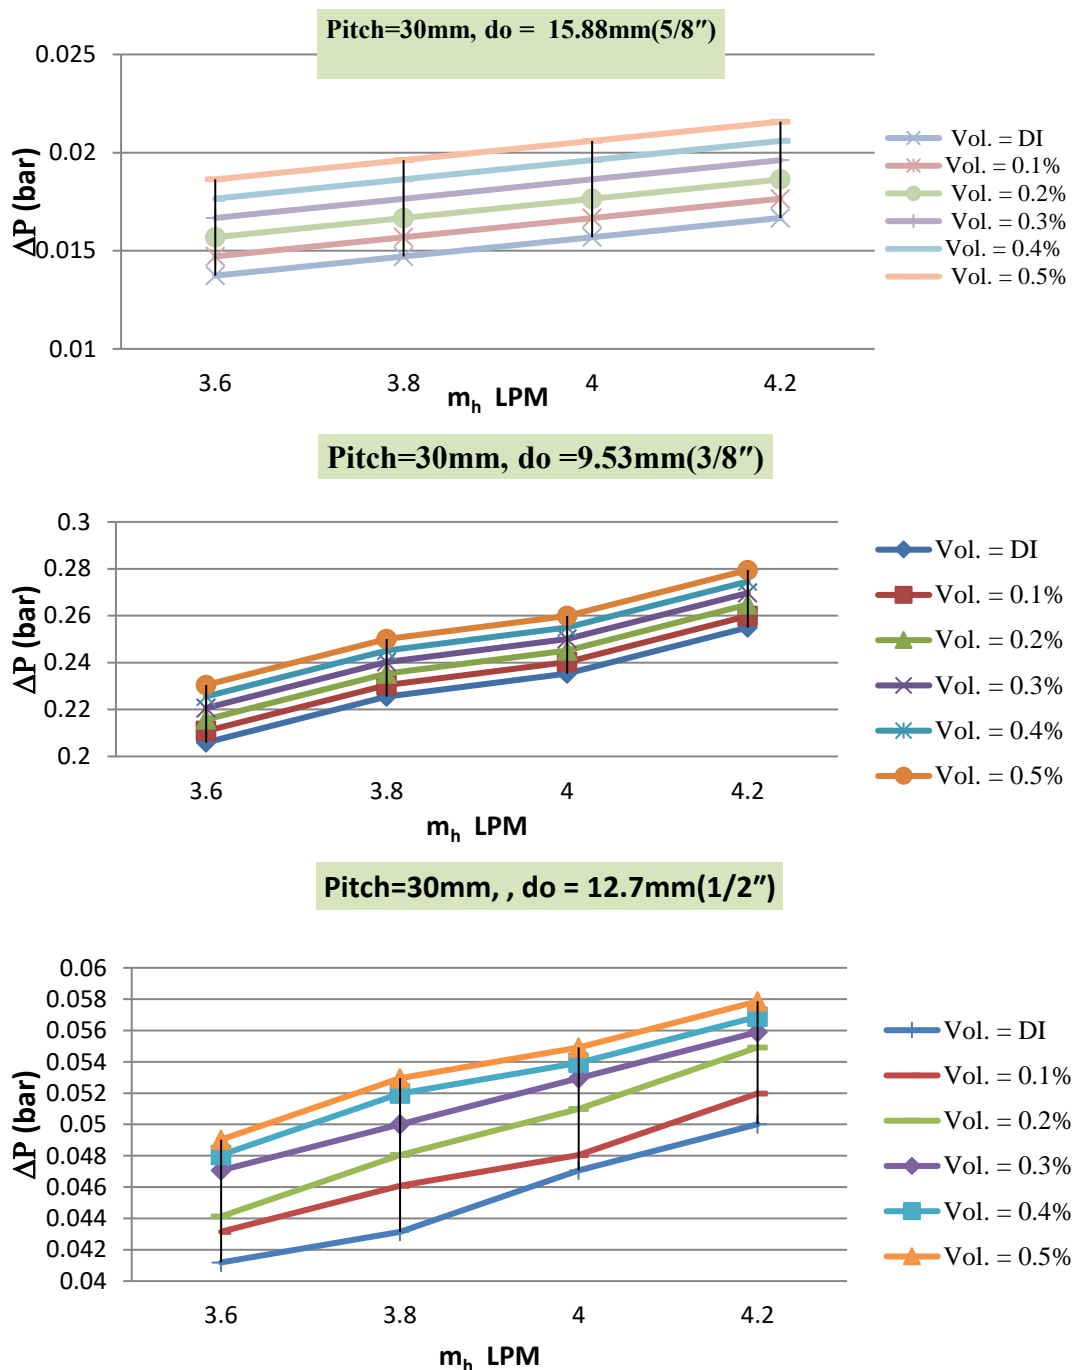 Pitch=30mm, do =  15.88mm(5/8″)
0.025
0.02
0.015
0.01
ΔP (bar)
3.6 3.8 4 4.2
m_h LPM
Vol. = DI
Vol. = 0.1%
Vol. = 0.2%
Vol. = 0.3%
Vol. = 0.4%
Vol. = 0.5%
Pitch=30mm, do =9.53mm(3/8″)
0.3
0.28
0.26
0.24
0.22
0.2
ΔP (bar)
3.6 3.8 4 4.2
m_h LPM
Vol. = DI
Vol. = 0.1%
Vol. = 0.2%
Vol. = 0.3%
Vol. = 0.4%
Vol. = 0.5%
Pitch=30mm, , do = 12.7mm(1/2″)
0.06
0.058
0.056
0.054
0.052
0.05
0.048
0.046
0.044
0.042
0.04
ΔP (bar)
3.6 3.8 4 4.2
m_h LPM
Vol. = DI
Vol. = 0.1%
Vol. = 0.2%
Vol. = 0.3%
Vol. = 0.4%
Vol. = 0.5%